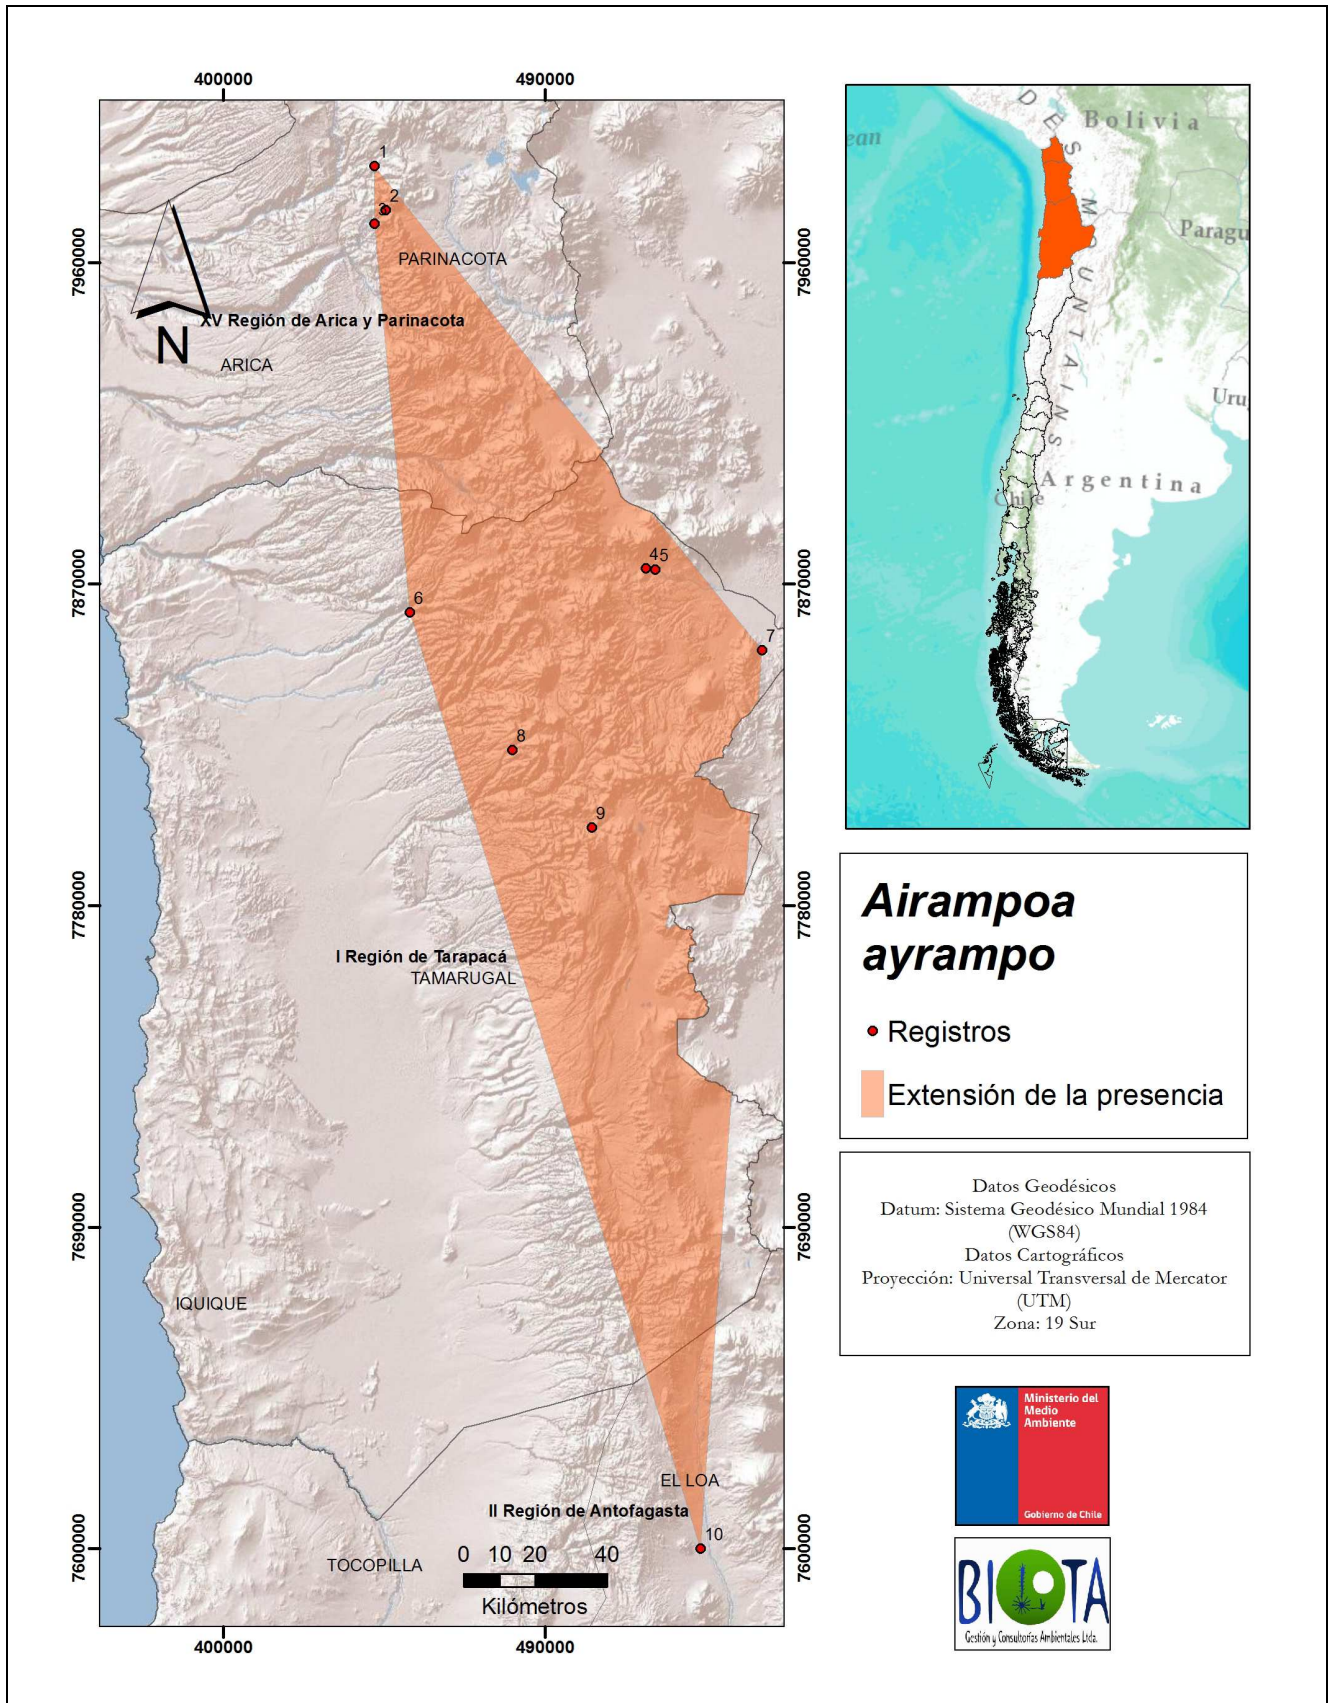 400000
490000
1
2
3
7960000
7960000
PARINACOTA
N
XV Región de Arica y Parinacota
ARICA
45
7870000
7870000
6
7
8
9
7780000
7780000
I Región de Tarapacá
TAMARUGAL
7690000
7690000
IQUIQUE
EL LOA
II Región de Antofagasta
10
7600000
7600000
TOCOPILLA
0 10 20 40
Kilómetros
400000
490000
ean
DES MOUNTAINS
Bolivia
Paragu
Uru
Argentina
Chile
Airampoa
ayrampo
Registros
Extensión de la presencia
Datos Geodésicos
Datum: Sistema Geodésico Mundial 1984
(WGS84)
Datos Cartográficos
Proyección: Universal Transversal de Mercator
(UTM)
Zona: 19 Sur
Ministerio del
Medio
Ambiente
Gobierno de Chile
BIOTA
Gestión y Consultorías Ambientales Ltda.